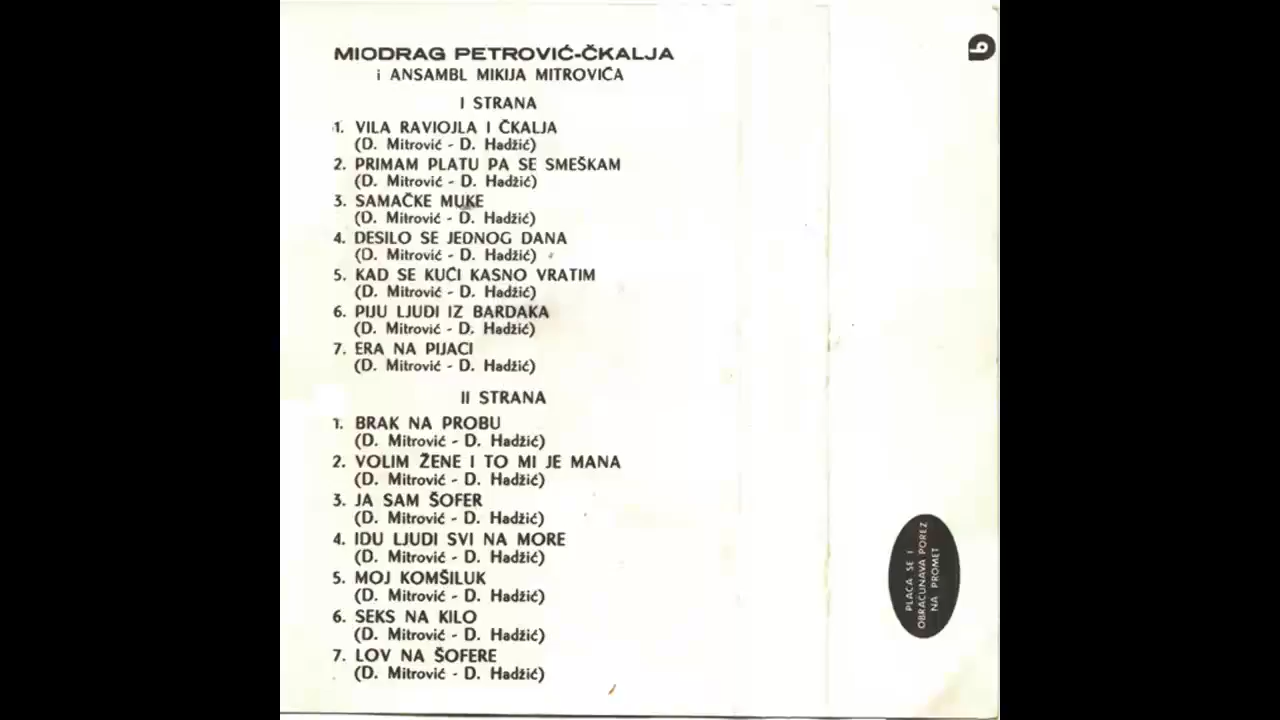 MIODRAG PETROVIĆ-ČKALJA
i ANSAMBL MIKIJA MITROVIĆA
I STRANA
1. VILA RAVIOJLA I ČKALJA
(D. Mitrović - D. Hadžić)
2. PRIMAM PLATU PA SE SMEŠKAM
(D. Mitrović - D. Hadžić)
3. SAMAČKE MUKE
(D. Mitrović - D. Hadžić)
4. DESILO SE JEDNOG DANA
(D. Mitrović - D. Hadžić)
5. KAD SE KUĆI KASNO VRATIM
(D. Mitrović - D. Hadžić)
6. PIJU LJUDI IZ BARDAKA
(D. Mitrović - D. Hadžić)
7. ERA NA PIJACI
(D. Mitrović - D. Hadžić)
II STRANA
1. BRAK NA PROBU
(D. Mitrović - D. Hadžić)
2. VOLIM ŽENE I TO MI JE MANA
(D. Mitrović - D. Hadžić)
3. JA SAM ŠOFER
(D. Mitrović - D. Hadžić)
4. IDU LJUDI SVI NA MORE
(D. Mitrović - D. Hadžić)
5. MOJ KOMŠILUK
(D. Mitrović - D. Hadžić)
6. SEKS NA KILO
(D. Mitrović - D. Hadžić)
7. LOV NA ŠOFERE
(D. Mitrović - D. Hadžić)
PLAĆA SE I
OBRAČUNAVA POREZ
NA PROMET